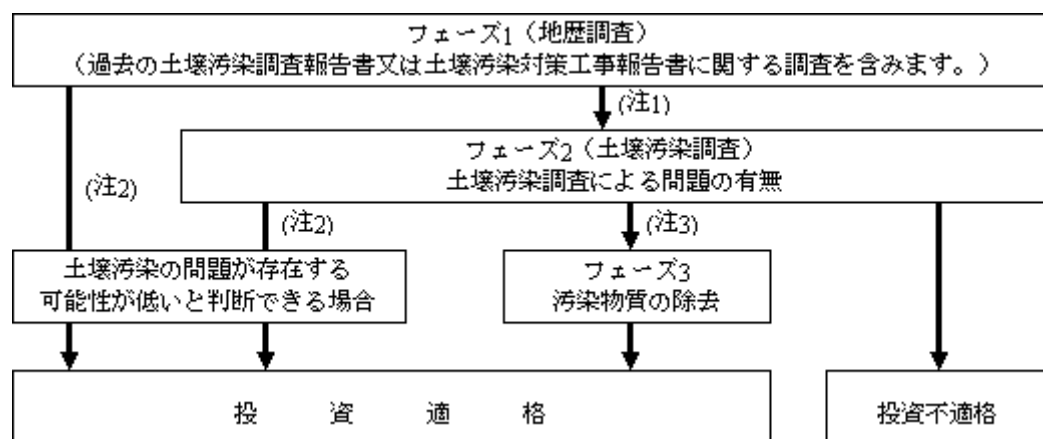 フェーズ1（地歴調査）
（過去の土壌汚染調査報告書又は土壌汚染対策工事報告書に関する調査を含みます。）
(注1)
フェーズ2（土壌汚染調査）
土壌汚染調査による問題の有無
(注2)
(注2)
(注3)
土壌汚染の問題が存在する
可能性が低いと判断できる場合
フェーズ3
汚染物質の除去
投資適格
投資不適格